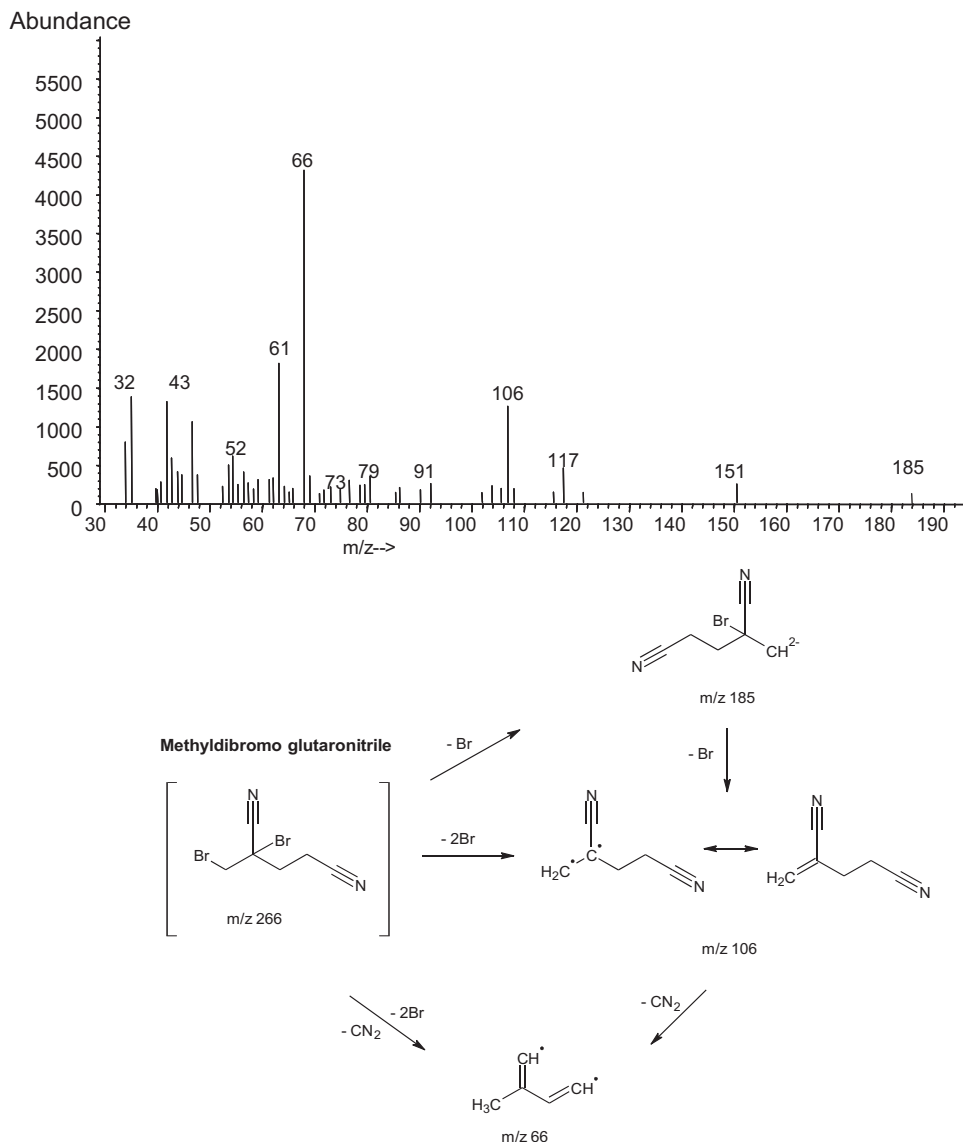 Abundance
5500
5000
4500
4000
3500
3000
2500
2000
1500
1000
500
0
66
61
32
43
106
52
73
79
91
117
151
185
30 40 50 60 70 80 90 100 110 120 130 140 150 160 170 180 190
m/z-->
N
Br
CH2-
N
m/z 185
- Br
- Br
Methyldibromo glutaronitrile
N
Br
Br
N
m/z 266
- 2Br
N
H2C
C
N
N
H2C
N
m/z 106
- 2Br
- CN2
- CN2
CH
CH
H3C
m/z 66